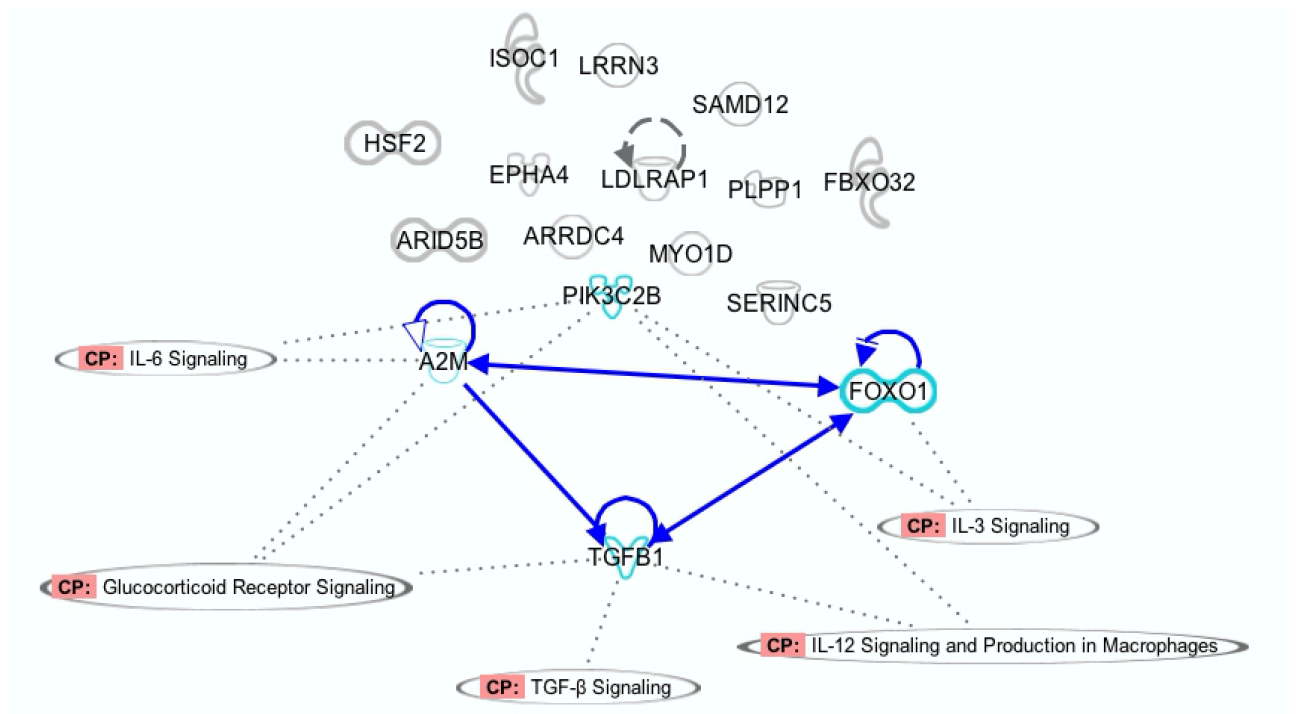 ISOC1
LRRN3
SAMD12
HSF2
EPHA4
LDLRAP1
PLPP1
FBXO32
ARID5B
ARRDC4
MYO1D
PIK3C2B
SERINC5
CP: IL-6 Signaling
A2M
FOXO1
CP: IL-3 Signaling
TGFB1
CP: Glucocorticoid Receptor Signaling
CP: IL-12 Signaling and Production in Macrophages
CP: TGF-β Signaling